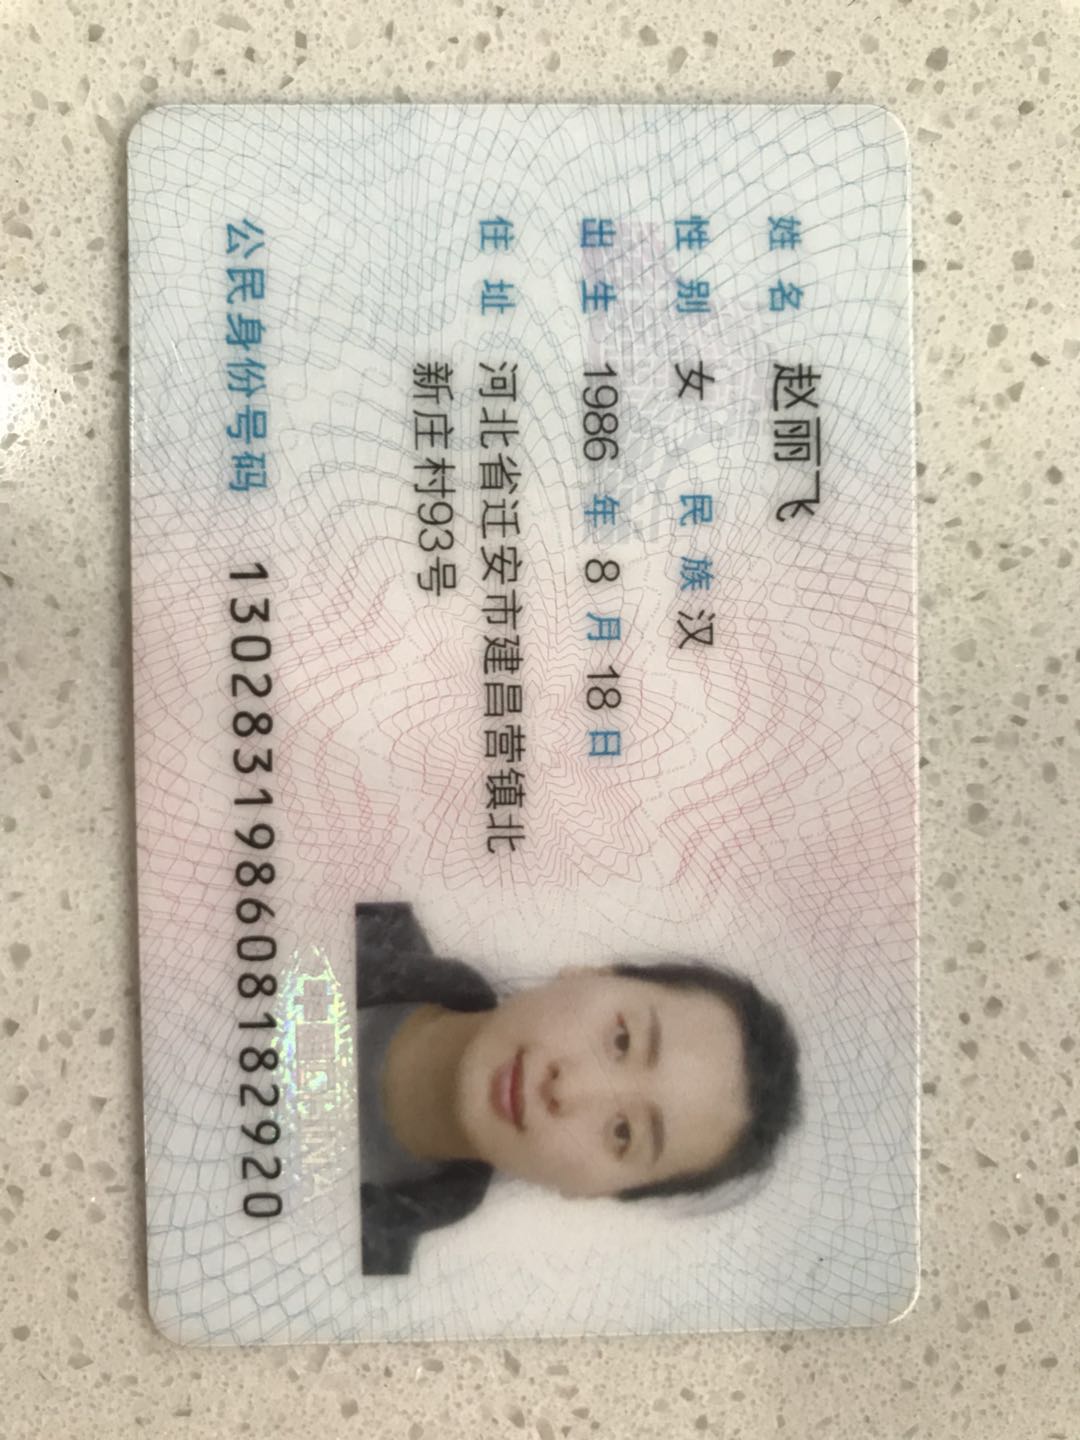 姓名 赵丽飞
性别 女 民族 汉
出生 1986 年 8 月 18 日
住址 河北省迁安市建昌营镇北
新庄村93号
公民身份号码 130283198608182920